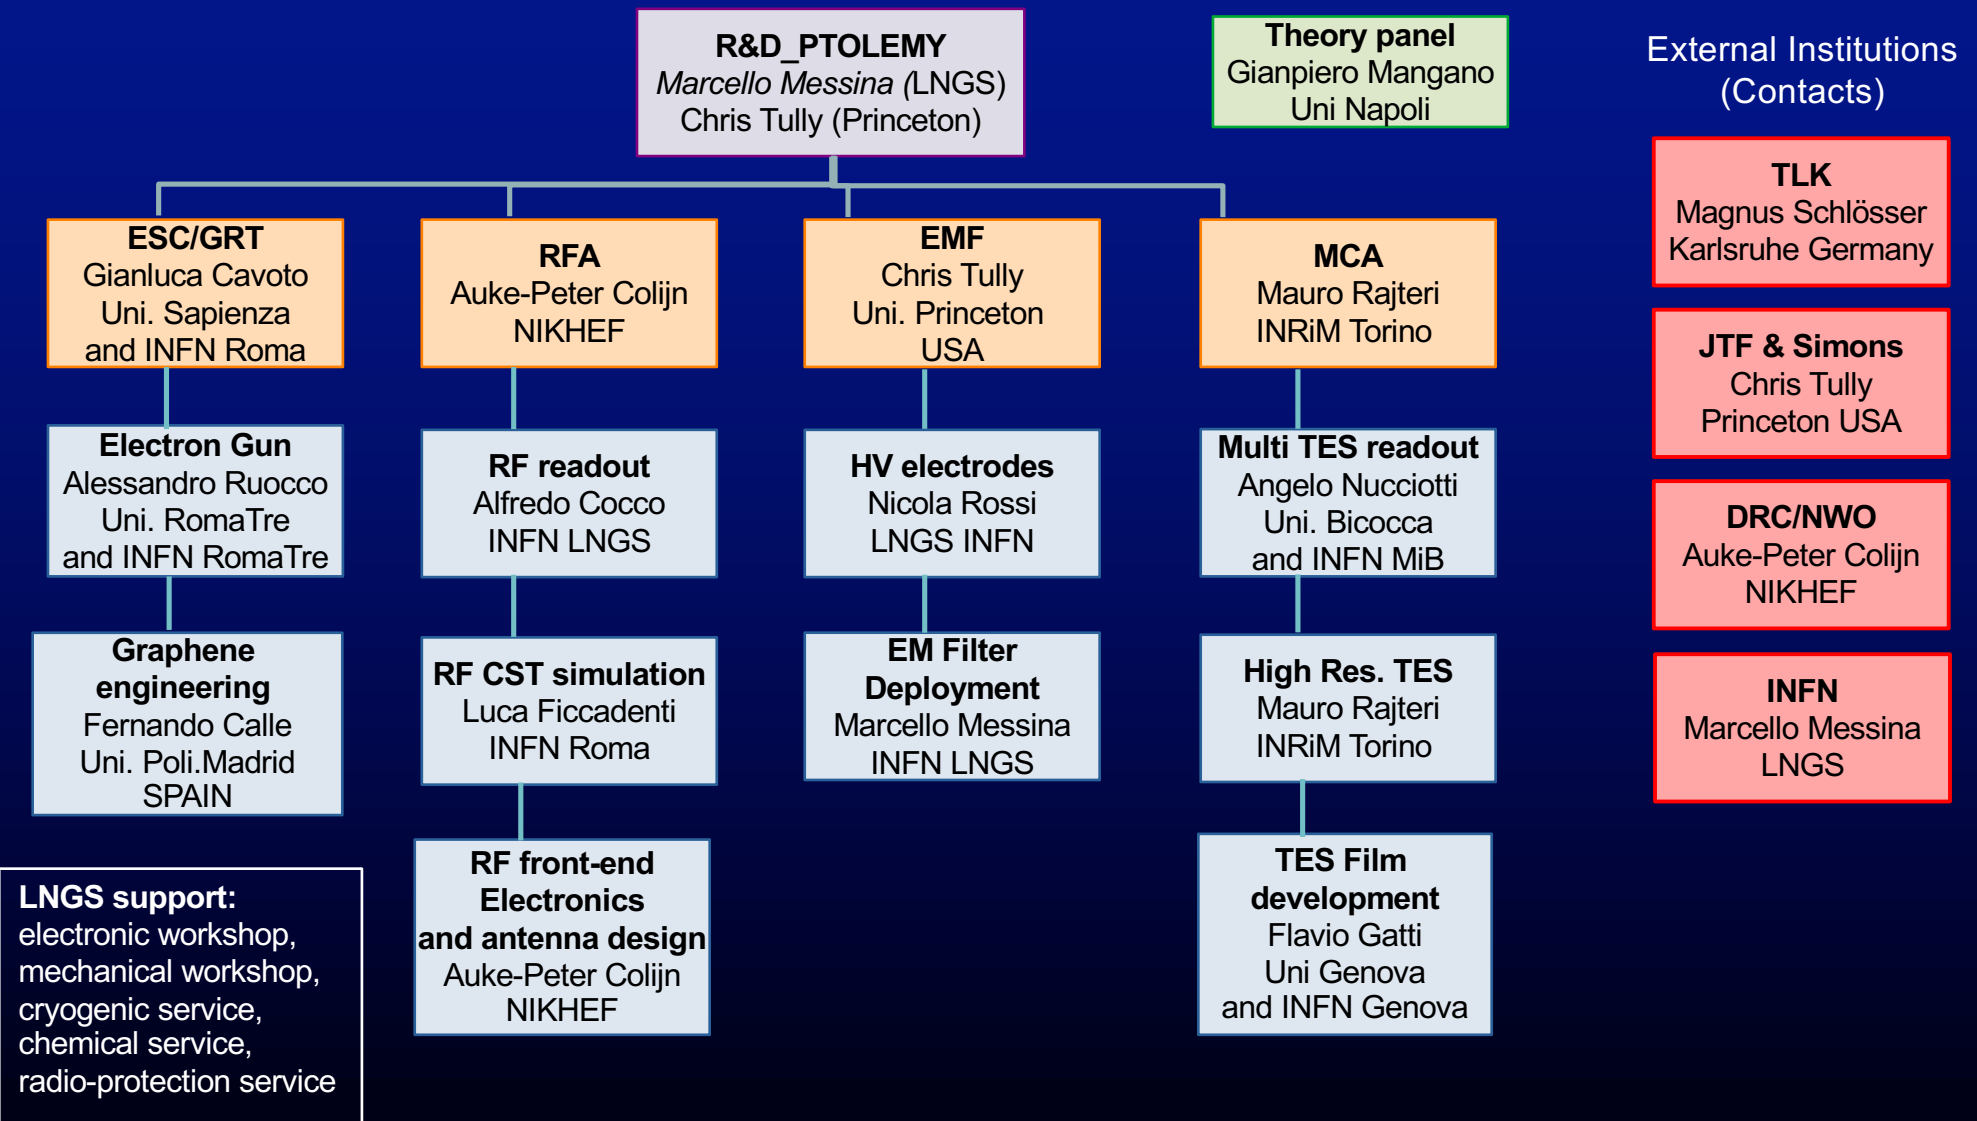 R&D_PTOLEMY
Marcello Messina (LNGS)
Chris Tully (Princeton)
Theory panel
Gianpiero Mangano
Uni Napoli
External Institutions
(Contacts)
ESC/GRT
Gianluca Cavoto
Uni. Sapienza
and INFN Roma
RFA
Auke-Peter Colijn
NIKHEF
EMF
Chris Tully
Uni. Princeton
USA
MCA
Mauro Rajteri
INRiM Torino
TLK
Magnus Schlösser
Karlsruhe Germany
Electron Gun
Alessandro Ruocco
Uni. RomaTre
and INFN RomaTre
RF readout
Alfredo Cocco
INFN LNGS
HV electrodes
Nicola Rossi
LNGS INFN
Multi TES readout
Angelo Nucciotti
Uni. Bicocca
and INFN MiB
JTF & Simons
Chris Tully
Princeton USA
Graphene
engineering
Fernando Calle
Uni. Poli.Madrid
SPAIN
RF CST simulation
Luca Ficcadenti
INFN Roma
EM Filter
Deployment
Marcello Messina
INFN LNGS
High Res. TES
Mauro Rajteri
INRiM Torino
DRC/NWO
Auke-Peter Colijn
NIKHEF
INFN
Marcello Messina
LNGS
LNGS support:
electronic workshop,
mechanical workshop,
cryogenic service,
chemical service,
radio-protection service
RF front-end
Electronics
and antenna design
Auke-Peter Colijn
NIKHEF
TES Film
development
Flavio Gatti
Uni Genova
and INFN Genova